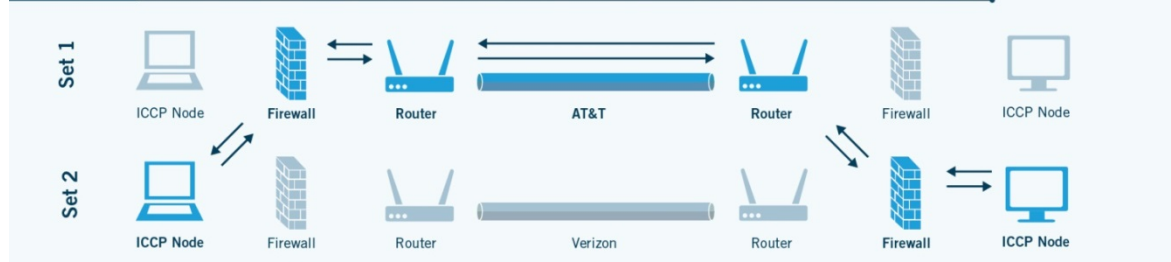 Set 1
ICCP Node Firewall Router AT&T Router Firewall ICCP Node
Set 2
ICCP Node Firewall Router Verizon Router Firewall ICCP Node